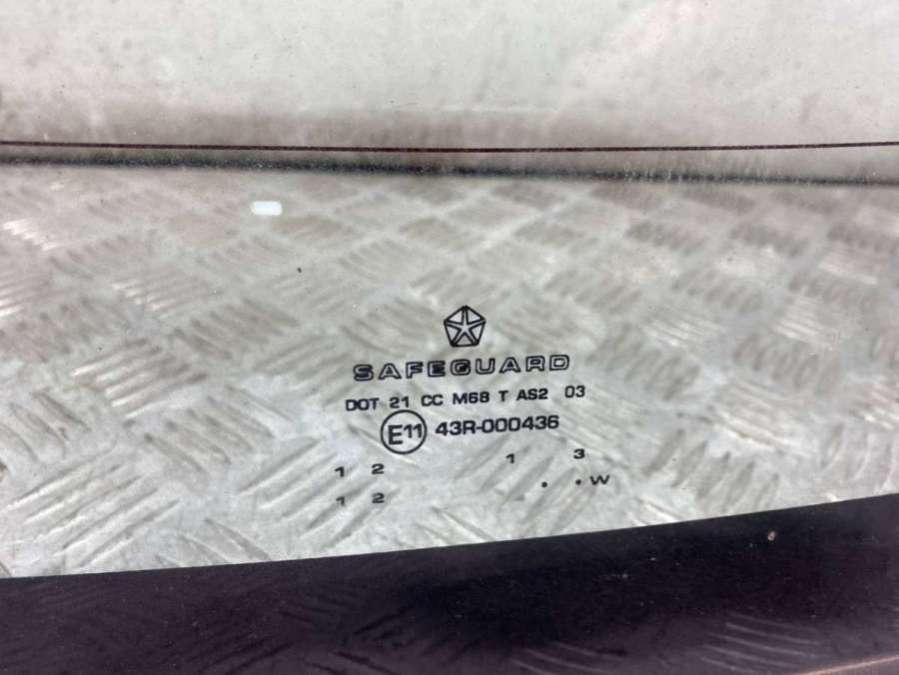 SAFEGUARD
DOT 21 CC M68 T AS2 03
E11 43R-000436
1 2 1 3
1 2 . . W